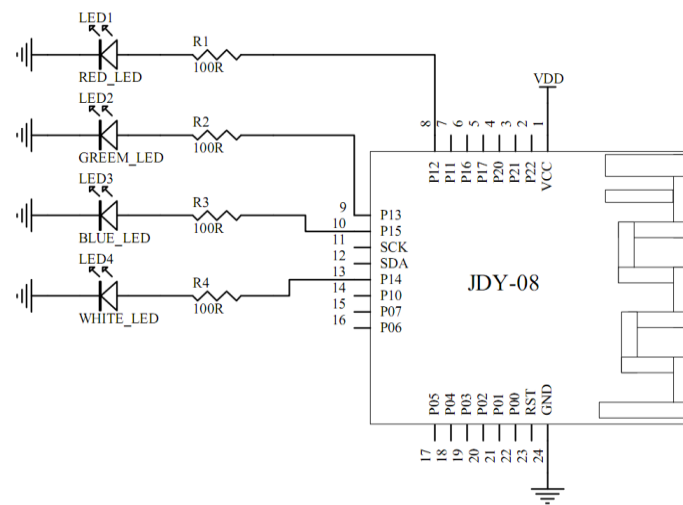 LED1
R1
100R
RED_LED
LED2
R2
100R
GREEM_LED
LED3
R3
100R
BLUE_LED
LED4
R4
100R
WHITE_LED
VDD
8 7 6 5 4 3 2 1
P12 P11 P16 P17 P20 P21 P22 VCC
9 P13
10 P15
11 SCK
12 SDA
13 P14
14 P10
15 P07
16 P06
JDY-08
P05 P04 P03 P02 P01 P00 RST GND
17 18 19 20 21 22 23 24